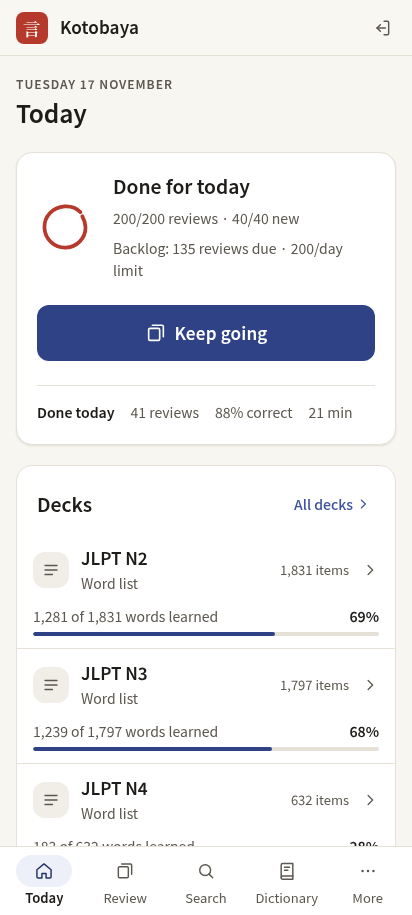 言 Kotobaya
TUESDAY 17 NOVEMBER
Today
Done for today
200/200 reviews · 40/40 new
Backlog: 135 reviews due · 200/day
limit
Keep going
Done today 41 reviews 88% correct 21 min
Decks All decks
JLPT N2
Word list
1,831 items
1,281 of 1,831 words learned 69%
JLPT N3
Word list
1,797 items
1,239 of 1,797 words learned 68%
JLPT N4
Word list
632 items
of 632 words learned
Today Review Search Dictionary More